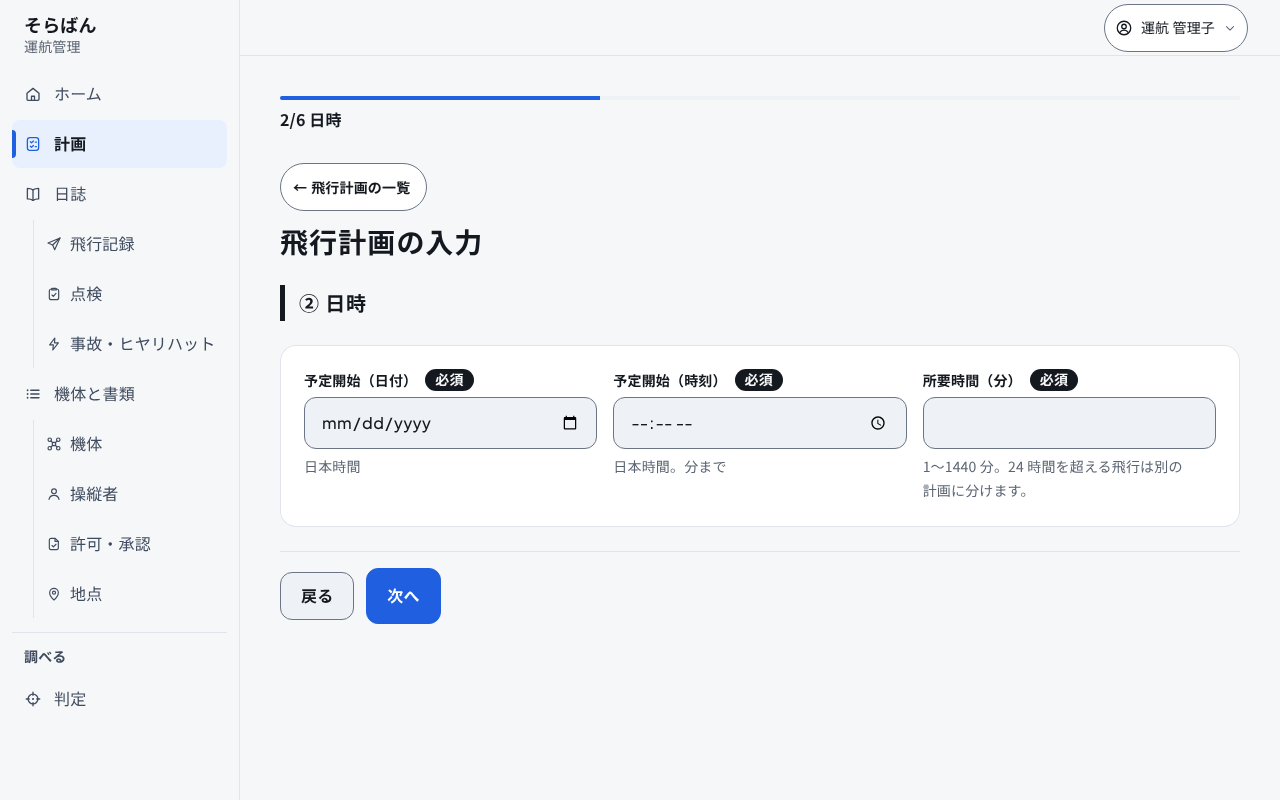 そらばん
運航管理
運航 管理子
ホーム
計画
日誌
飛行記録
点検
事故・ヒヤリハット
機体と書類
機体
操縦者
許可・承認
地点
調べる
判定
2/6 日時
← 飛行計画の一覧
飛行計画の入力
② 日時
予定開始（日付） 必須
mm/dd/yyyy
日本時間
予定開始（時刻） 必須
--:-- --
日本時間。分まで
所要時間（分） 必須
1〜1440 分。24 時間を超える飛行は別の
計画に分けます。
戻る
次へ